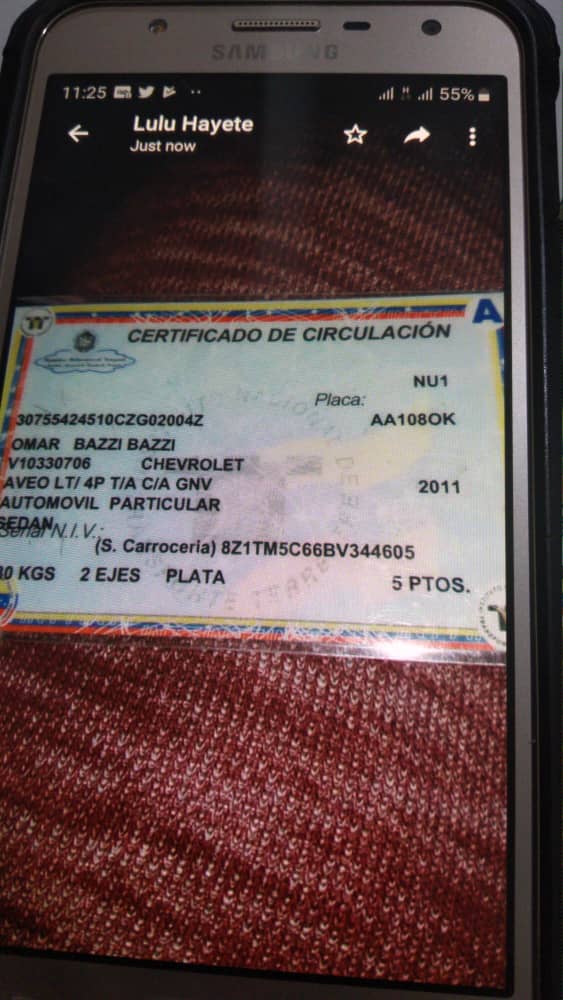 SAMSUNG
11:25 55%
Lulu Hayete
Just now
A
CERTIFICADO DE CIRCULACIÓN
NU1
Placa:
30755424510CZG02004Z AA108OK
OMAR BAZZI BAZZI
V10330706 CHEVROLET
AVEO LT/ 4P T/A C/A GNV 2011
AUTOMOVIL PARTICULAR
SEDAN
Serial N.I.V.:
(S. Carroceria) 8Z1TM5C66BV344605
0 KGS 2 EJES PLATA 5 PTOS.